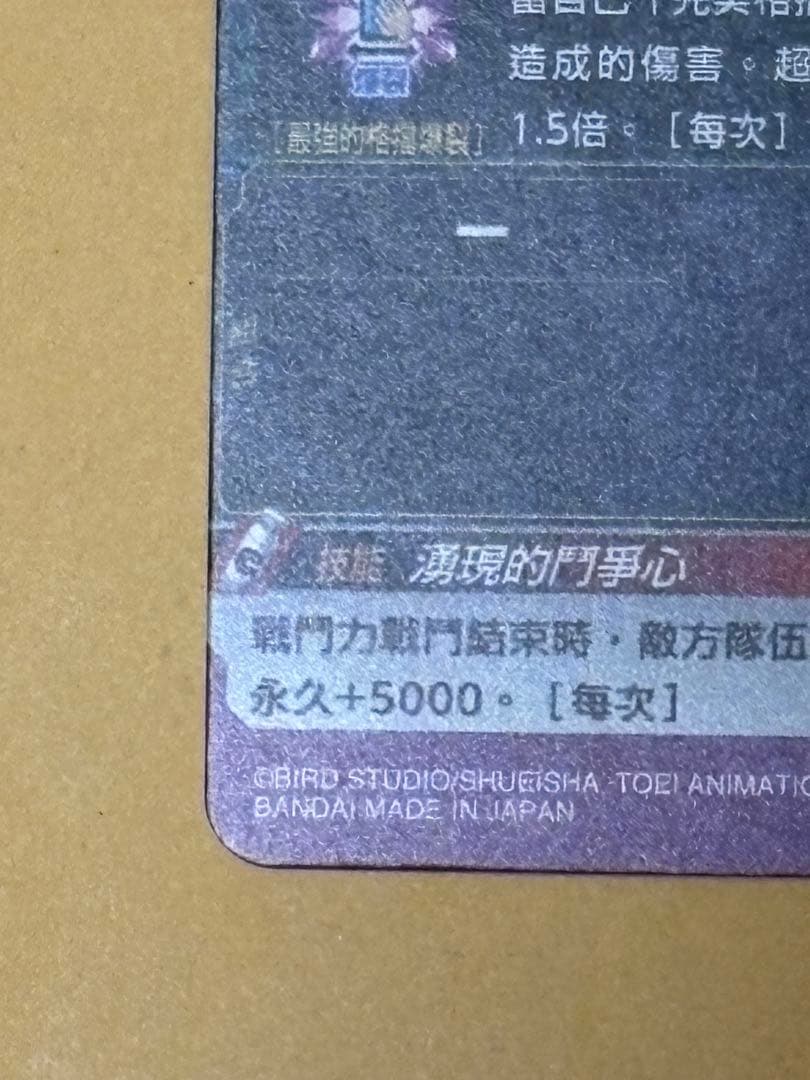 造成的傷害。超
1.5倍。[每次]
[最強的格擋爆裂]
—
技能 湧現的鬥爭心
戰鬥力戰鬥結束時，敵方隊伍
永久+5000。[每次]
©BIRD STUDIO/SHUEISHA, TOEI ANIMATIO
BANDAI MADE IN JAPAN